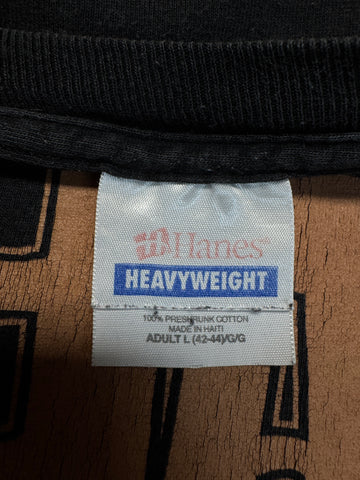 Hanes®
HEAVYWEIGHT
100% PRESHRUNK COTTON
MADE IN HAITI
ADULT L (42-44)/G/G